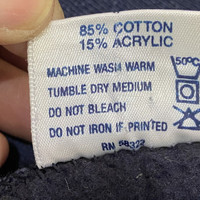 85% COTTON
15% ACRYLIC
MACHINE WASH WARM
50°C
TUMBLE DRY MEDIUM
DO NOT BLEACH
DO NOT IRON IF PRINTED
RN